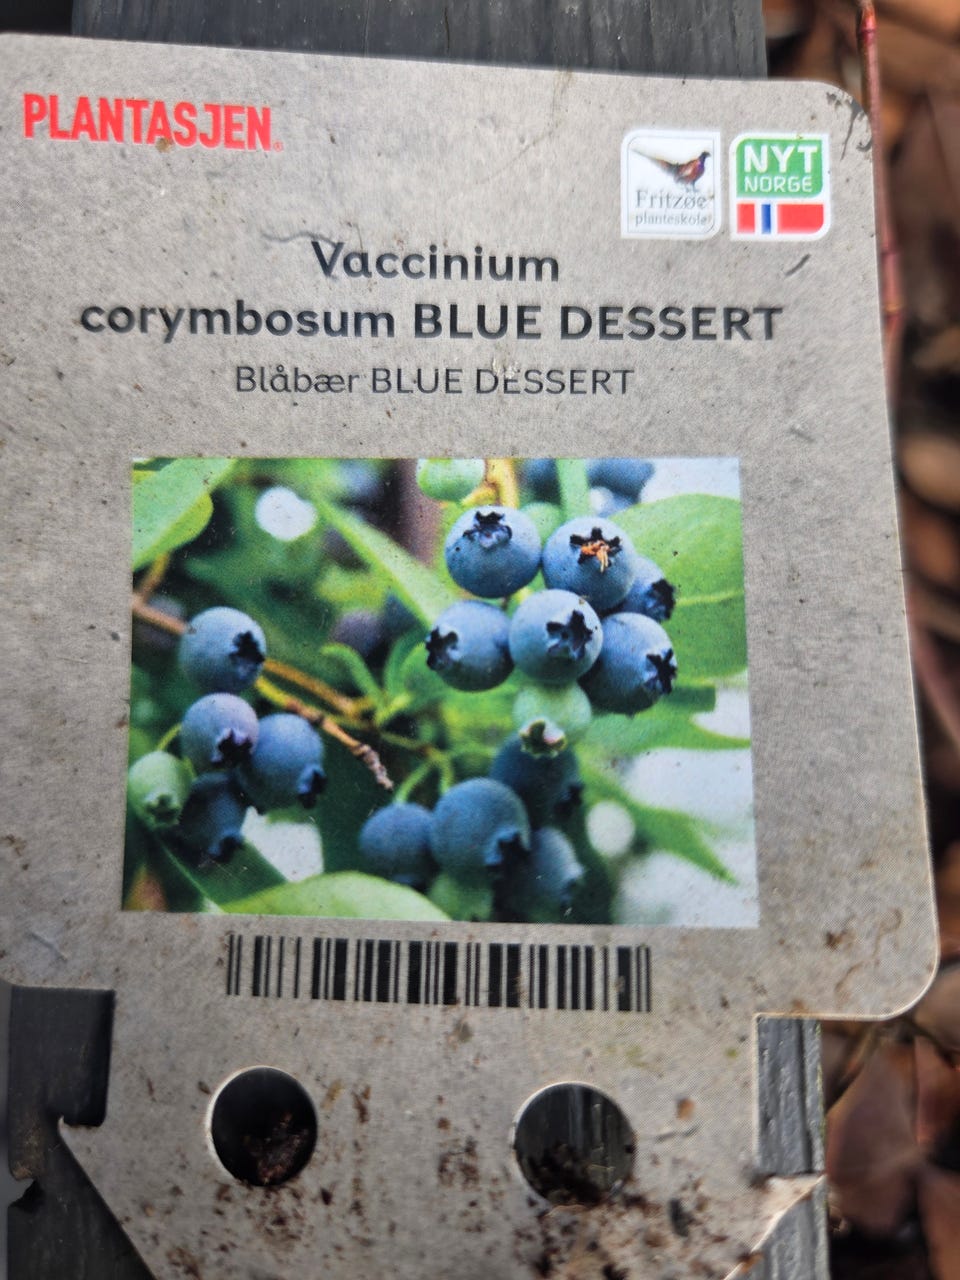 PLANTASJEN®
Fritzøe
planteskole
NYT
NORGE
Vaccinium
corymbosum BLUE DESSERT
Blåbær BLUE DESSERT